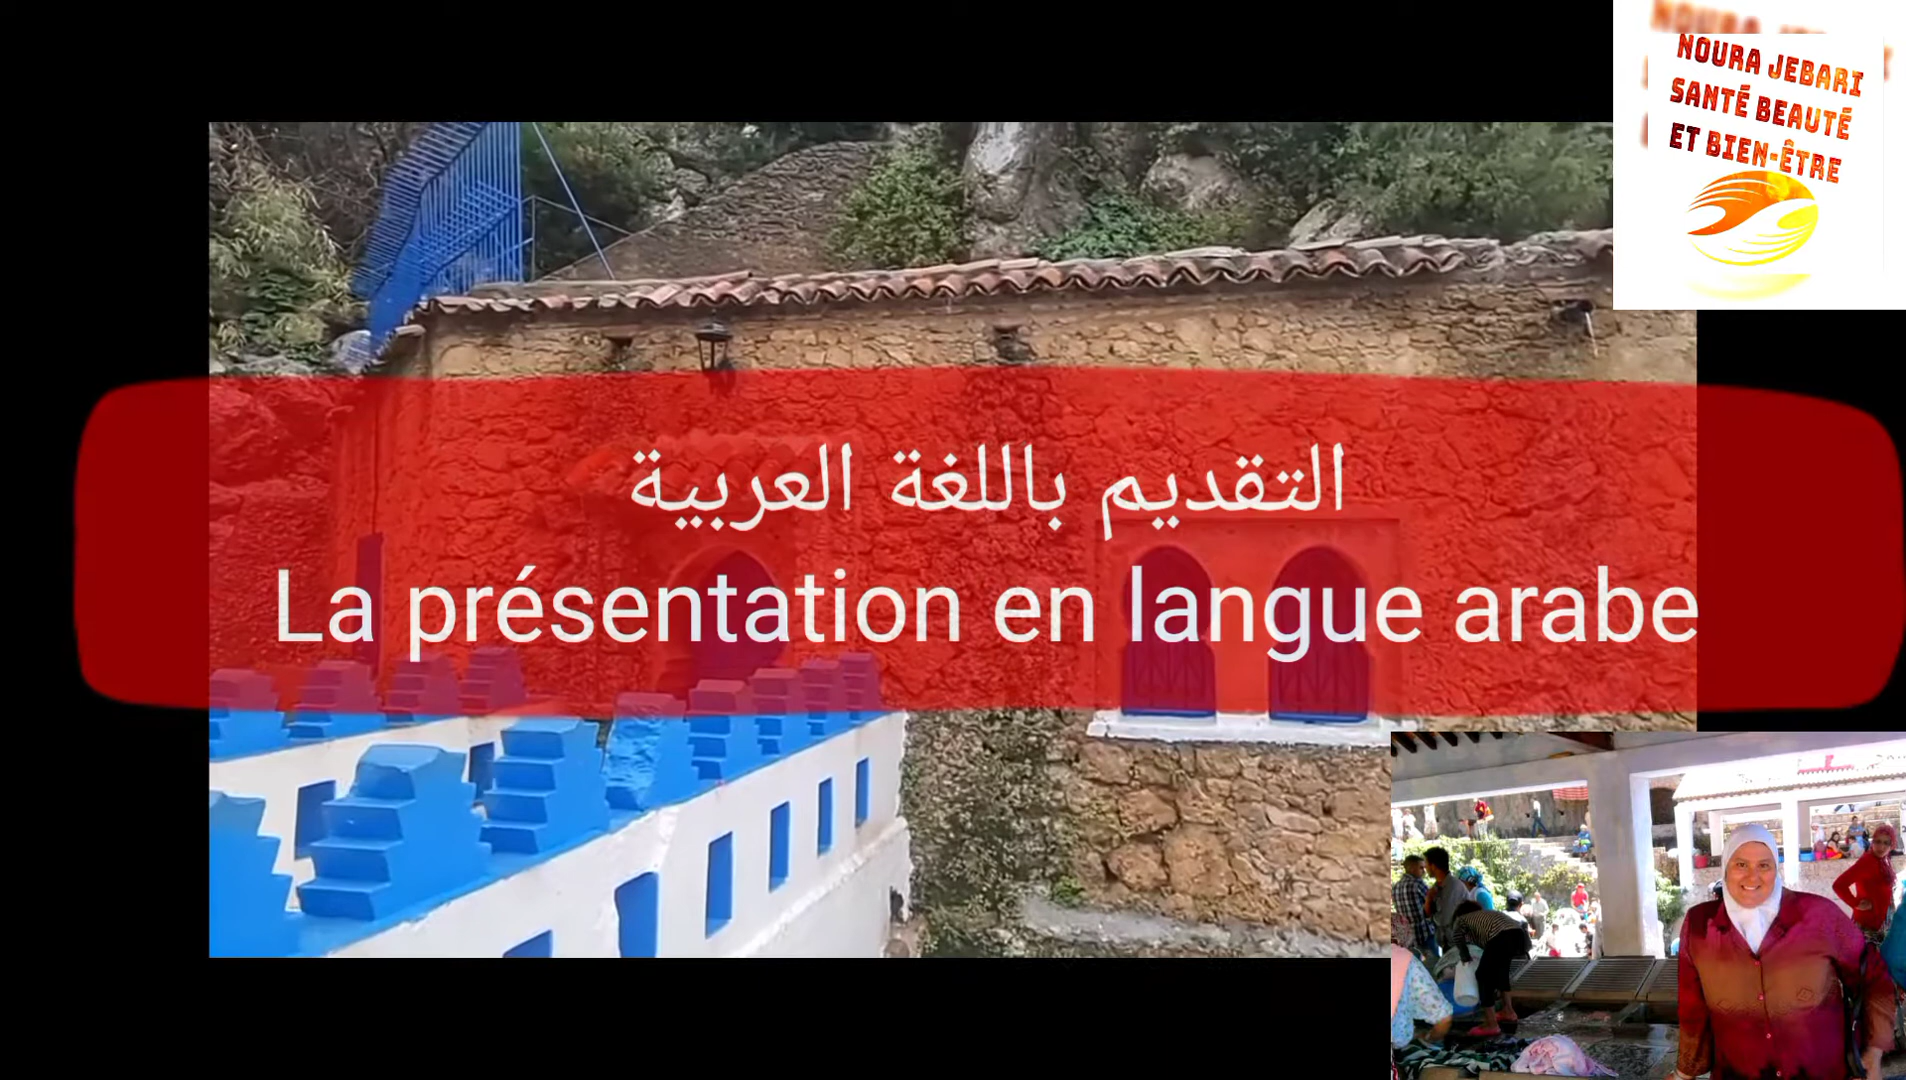 NOURA JEBARI
SANTÉ BEAUTÉ
ET BIEN-ÊTRE
التقديم باللغة العربية
La présentation en langue arabe